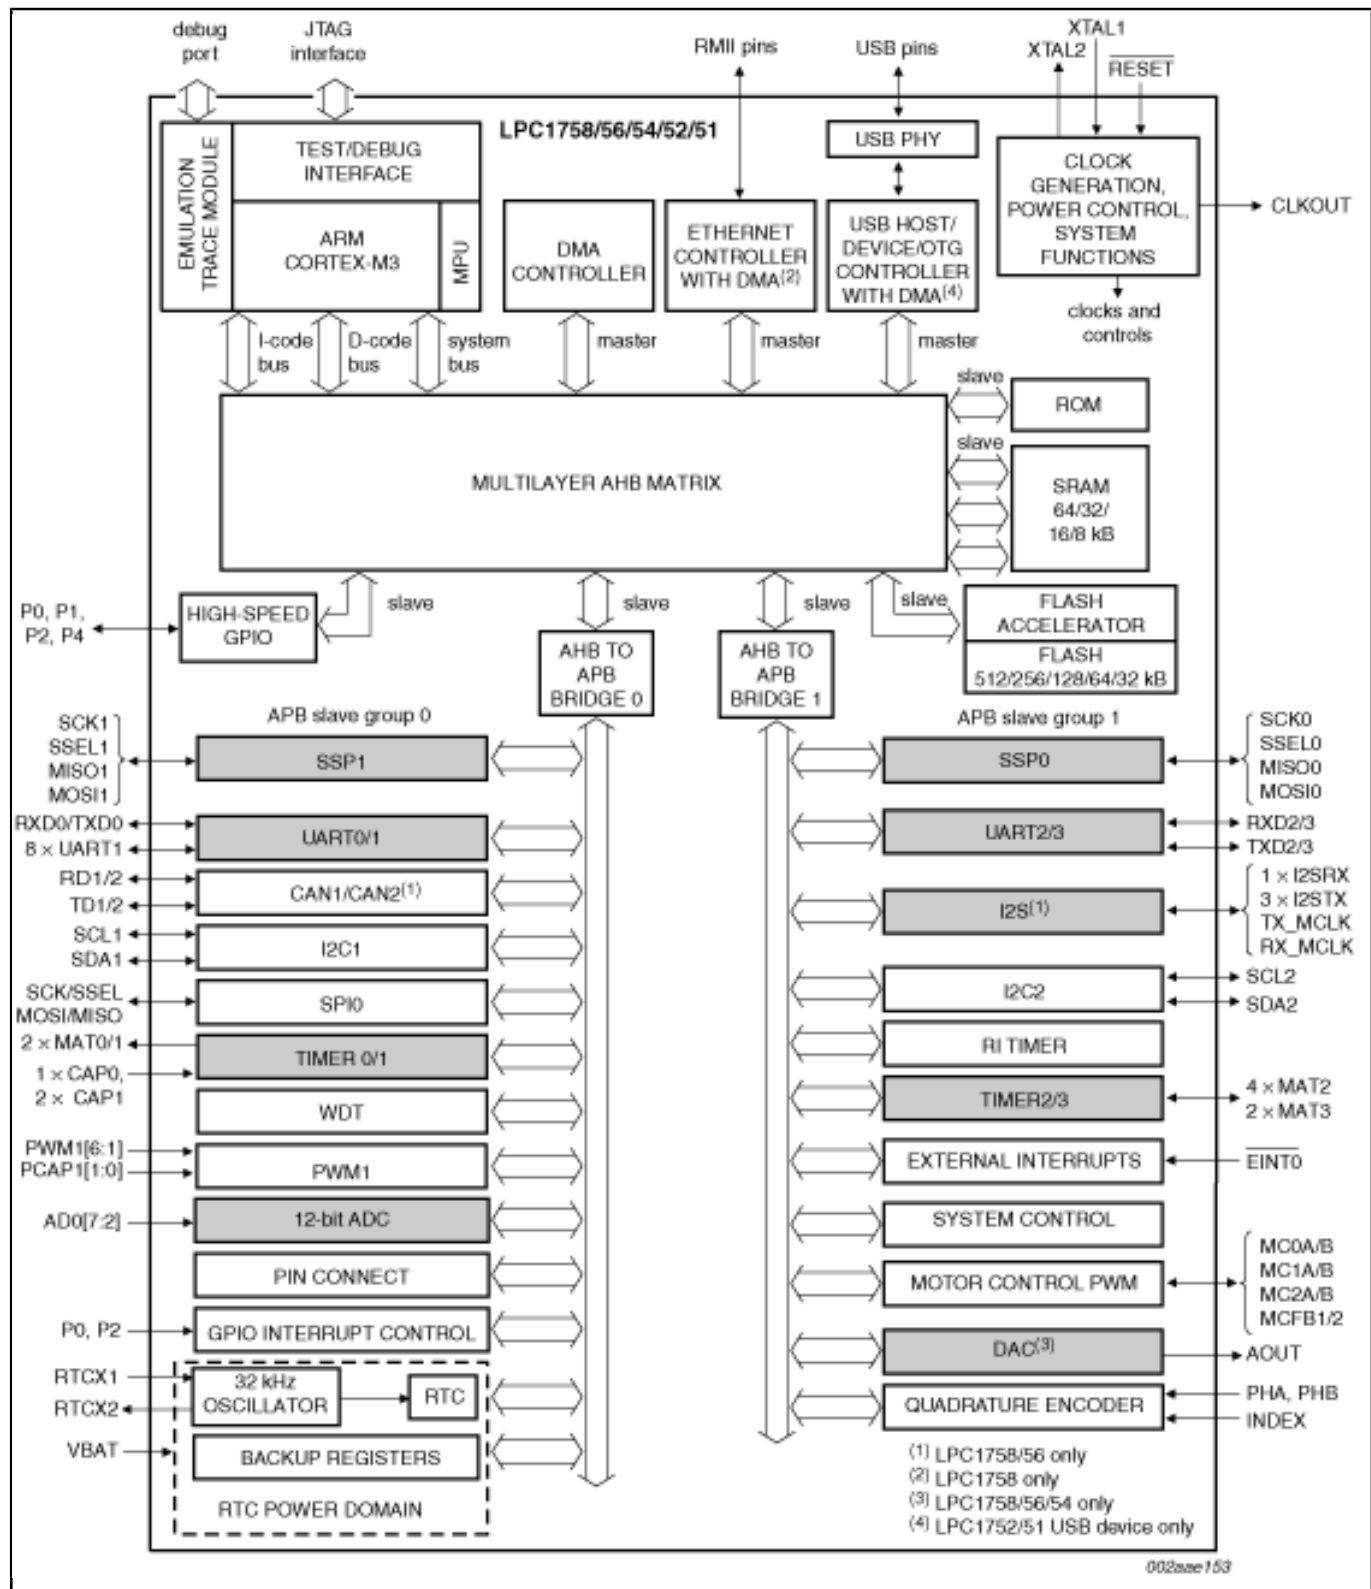 debug
port
JTAG
interface
RMII pins
USB pins
XTAL1
XTAL2
RESET
LPC1758/56/54/52/51
EMULATION
TRACE MODULE
TEST/DEBUG
INTERFACE
ARM
CORTEX-M3
MPU
DMA
CONTROLLER
ETHERNET
CONTROLLER
WITH DMA(2)
USB PHY
USB HOST/
DEVICE/OTG
CONTROLLER
WITH DMA(4)
CLOCK
GENERATION,
POWER CONTROL,
SYSTEM
FUNCTIONS
CLKOUT
clocks and
controls
I-code
bus
D-code
bus
system
bus
master
master
master
slave
ROM
slave
SRAM
64/32/
16/8 kB
MULTILAYER AHB MATRIX
P0, P1,
P2, P4
HIGH-SPEED
GPIO
slave
slave
slave
slave
AHB TO
APB
BRIDGE 0
AHB TO
APB
BRIDGE 1
FLASH
ACCELERATOR
FLASH
512/256/128/64/32 kB
APB slave group 0
SCK1
SSEL1
MISO1
MOSI1
SSP1
RXD0/TXD0
8 × UART1
UART0/1
RD1/2
TD1/2
CAN1/CAN2(1)
SCL1
SDA1
I2C1
SCK/SSEL
MOSI/MISO
SPI0
2 × MAT0/1
1 × CAP0,
2 × CAP1
TIMER 0/1
WDT
PWM1[6:1]
PCAP1[1:0]
PWM1
AD0[7:2]
12-bit ADC
PIN CONNECT
P0, P2
GPIO INTERRUPT CONTROL
RTCX1
RTCX2
32 kHz
OSCILLATOR
RTC
VBAT
BACKUP REGISTERS
RTC POWER DOMAIN
APB slave group 1
SSP0
SCK0
SSEL0
MISO0
MOSI0
UART2/3
RXD2/3
TXD2/3
I2S(1)
1 × I2SRX
3 × I2STX
TX_MCLK
RX_MCLK
I2C2
SCL2
SDA2
RI TIMER
TIMER2/3
4 × MAT2
2 × MAT3
EXTERNAL INTERRUPTS
EINT0
SYSTEM CONTROL
MOTOR CONTROL PWM
MC0A/B
MC1A/B
MC2A/B
MCFB1/2
DAC(3)
AOUT
QUADRATURE ENCODER
PHA, PHB
INDEX
(1) LPC1758/56 only
(2) LPC1758 only
(3) LPC1758/56/54 only
(4) LPC1752/51 USB device only
002aae153